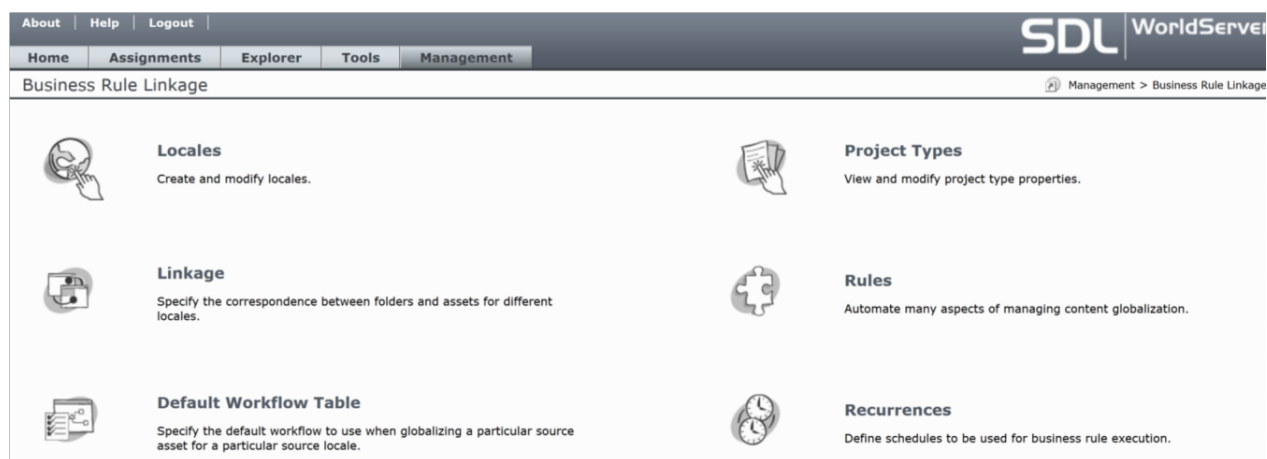 About | Help | Logout |
SDL WorldServer
Home Assignments Explorer Tools Management
Business Rule Linkage
Management > Business Rule Linkage
Locales
Create and modify locales.
Project Types
View and modify project type properties.
Linkage
Specify the correspondence between folders and assets for different
locales.
Rules
Automate many aspects of managing content globalization.
Default Workflow Table
Specify the default workflow to use when globalizing a particular source
asset for a particular source locale.
Recurrences
Define schedules to be used for business rule execution.